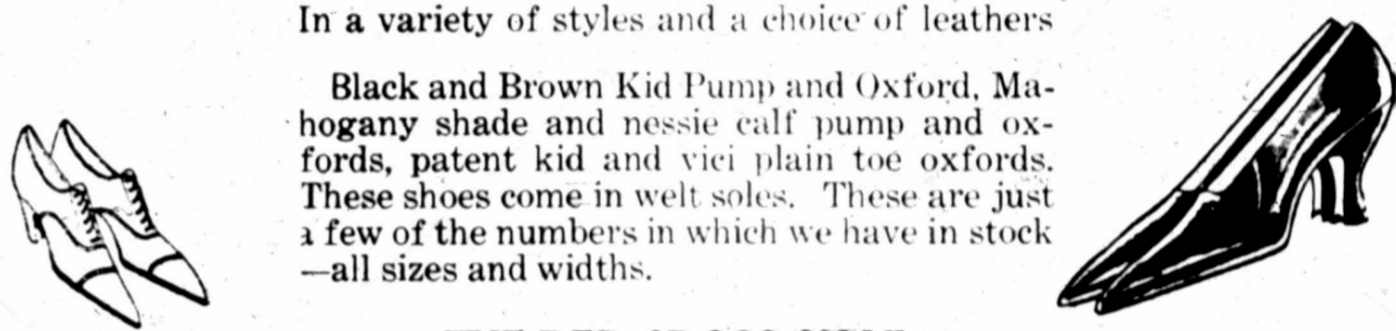 In a variety of styles and a choice of leathers
Black and Brown Kid Pump and Oxford, Ma-
hogany shade and nessie calf pump and ox-
fords, patent kid and vici plain toe oxfords.
These shoes come in welt soles. These are just
a few of the numbers in which we have in stock
—all sizes and widths.